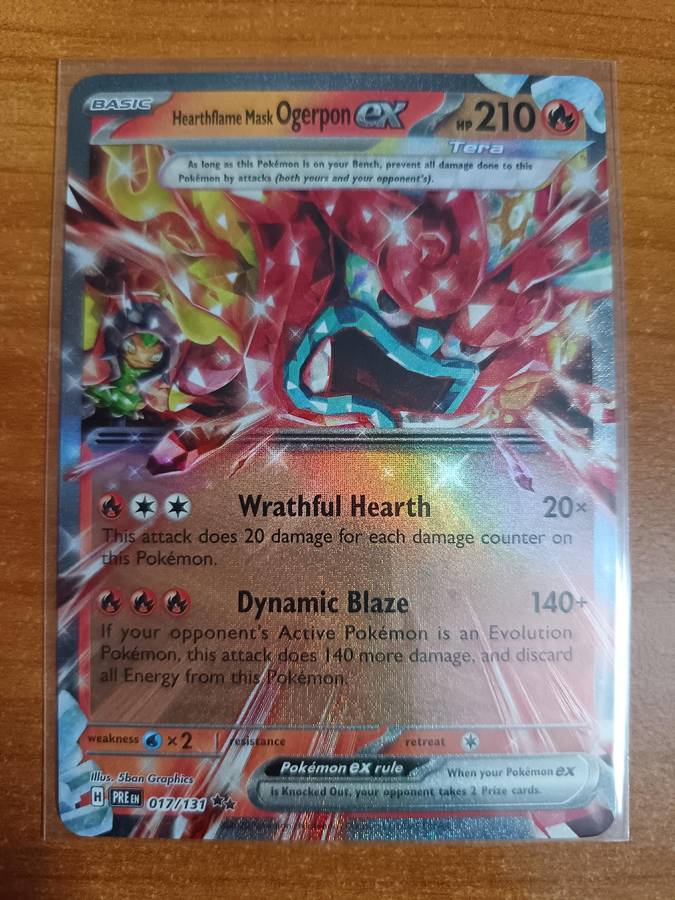 BASIC
Hearthflame Mask Ogerpon ex HP 210
Tera
As long as this Pokémon is on your Bench, prevent all damage done to this
Pokémon by attacks (both yours and your opponent's).
Wrathful Hearth 20×
This attack does 20 damage for each damage counter on
this Pokémon.
Dynamic Blaze 140+
If your opponent's Active Pokémon is an Evolution
Pokémon, this attack does 140 more damage, and discard
all Energy from this Pokémon.
weakness ×2 resistance retreat
Pokémon ex rule When your Pokémon ex
is Knocked Out, your opponent takes 2 Prize cards.
Illus. 5ban Graphics
H PRE EN 017/131